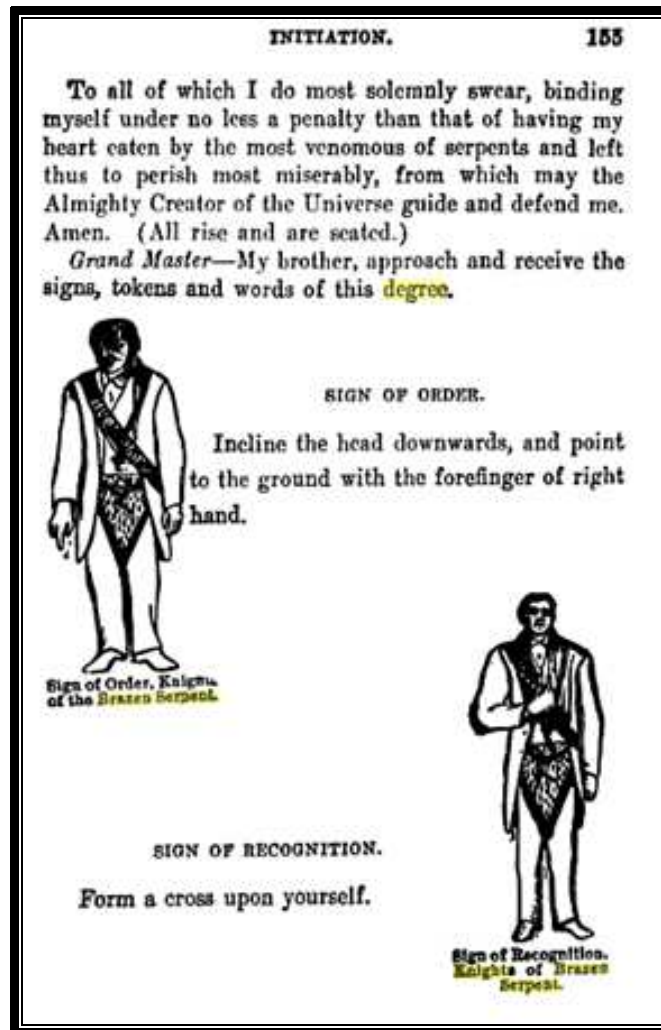 INITIATION. 155
To all of which I do most solemnly swear, binding
myself under no less a penalty than that of having my
heart eaten by the most venomous of serpents and left
thus to perish most miserably, from which may the
Almighty Creator of the Universe guide and defend me.
Amen. (All rise and are seated.)
Grand Master—My brother, approach and receive the
signs, tokens and words of this degree.
SIGN OF ORDER.
Incline the head downwards, and point
to the ground with the forefinger of right
hand.
Sign of Order, Knights
of the Brazen Serpent.
SIGN OF RECOGNITION.
Form a cross upon yourself.
Sign of Recognition.
Knights of Brazen
Serpent.